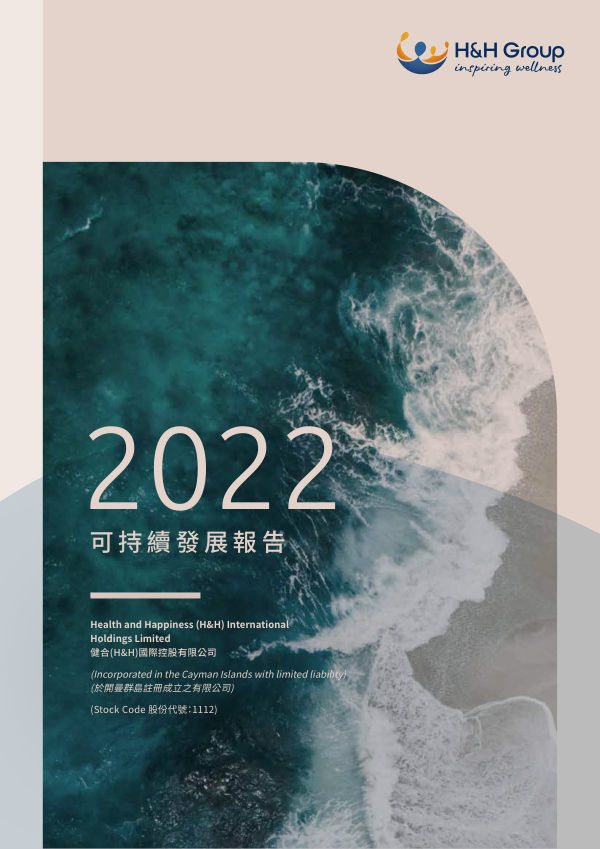 H&H Group
inspiring wellness
2022
可持續發展報告
Health and Happiness (H&H) International
Holdings Limited
健合(H&H)國際控股有限公司
(Incorporated in the Cayman Islands with limited liability)
(於開曼群島註冊成立之有限公司)
(Stock Code 股份代號：1112)